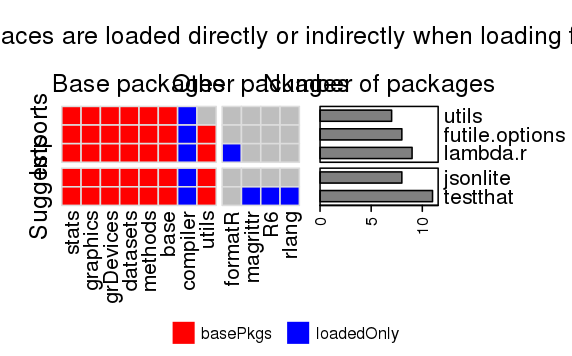 aces are loaded directly or indirectly when loading f
Base packages
Other packages
Number of packages
Imports
Suggests
utils
futile.options
lambda.r
jsonlite
testthat
stats
graphics
grDevices
datasets
methods
base
compiler
utils
formatR
magrittr
R6
rlang
0
5
10
basePkgs
loadedOnly